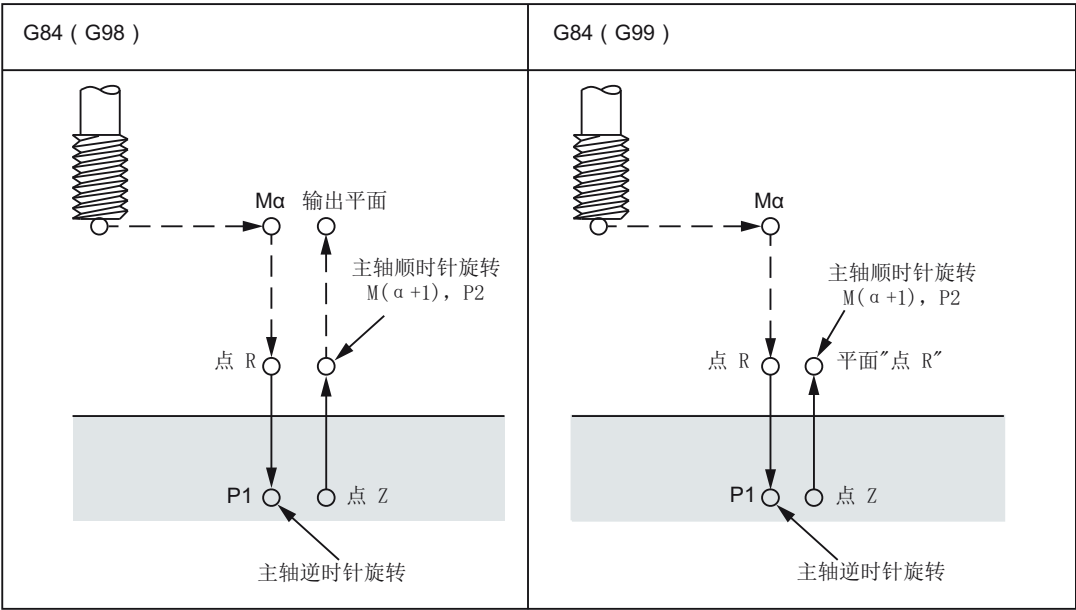 G84 ( G98 )
G84 ( G99 )
Mα
输出平面
主轴顺时针旋转
M(α+1), P2
点 R
P1
点 Z
主轴逆时针旋转
Mα
主轴顺时针旋转
M(α+1), P2
点 R
平面"点 R"
P1
点 Z
主轴逆时针旋转